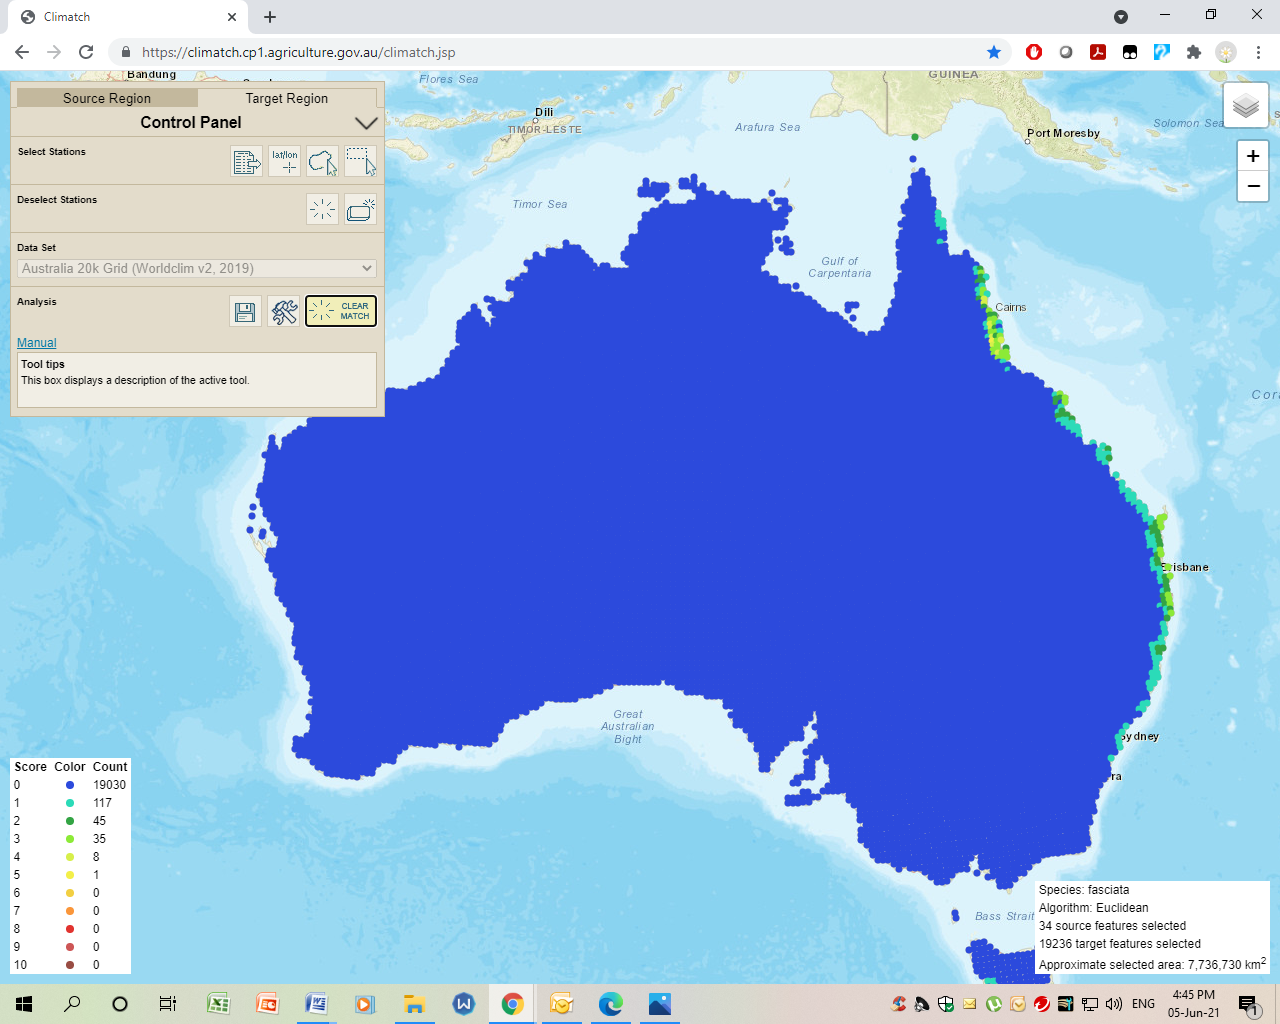 Climatch
https://climatch.cp1.agriculture.gov.au/climatch.jsp
Bandung
Flores Sea
GUINEA
Source Region
Target Region
Control Panel
Dili
TIMOR-LESTE
Arafura Sea
Port Moresby
Solomon Sea
S
Select Stations
lat/lon
+
−
Deselect Stations
Timor Sea
Data Set
Australia 20k Grid (Worldclim v2, 2019)
Gulf of
Carpentaria
Analysis
CLEAR
MATCH
Cairns
Manual
Tool tips
This box displays a description of the active tool.
Cora
Brisbane
Great
Australian
Bight
Sydney
ra
Score Color Count
0 19030
1 117
2 45
3 35
4 8
5 1
6 0
7 0
8 0
9 0
10 0
Bass Strait
Species: fasciata
Algorithm: Euclidean
34 source features selected
19236 target features selected
Approximate selected area: 7,736,730 km²
ENG
4:45 PM
05-Jun-21
1